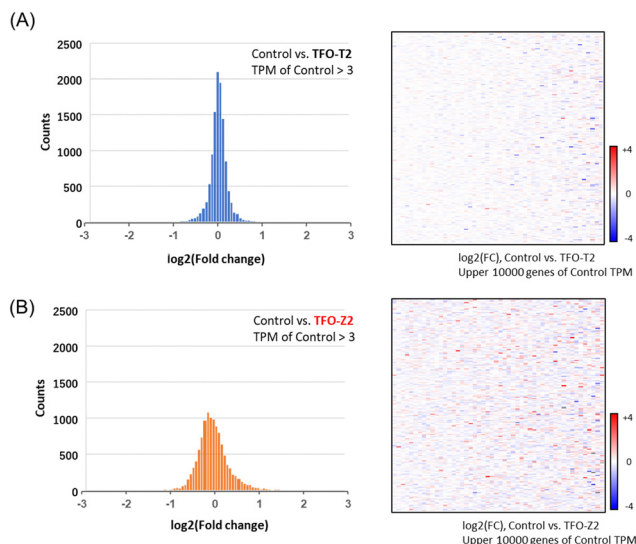 (A)
Control vs. TFO-T2
TPM of Control > 3
2500
2000
1500
1000
500
0
Counts
-3
-2
-1
0
1
2
3
log2(Fold change)
+4
0
-4
log2(FC), Control vs. TFO-T2
Upper 10000 genes of Control TPM
(B)
Control vs. TFO-Z2
TPM of Control > 3
2500
2000
1500
1000
500
0
Counts
-3
-2
-1
0
1
2
3
log2(Fold change)
+4
0
-4
log2(FC), Control vs. TFO-Z2
Upper 10000 genes of Control TPM